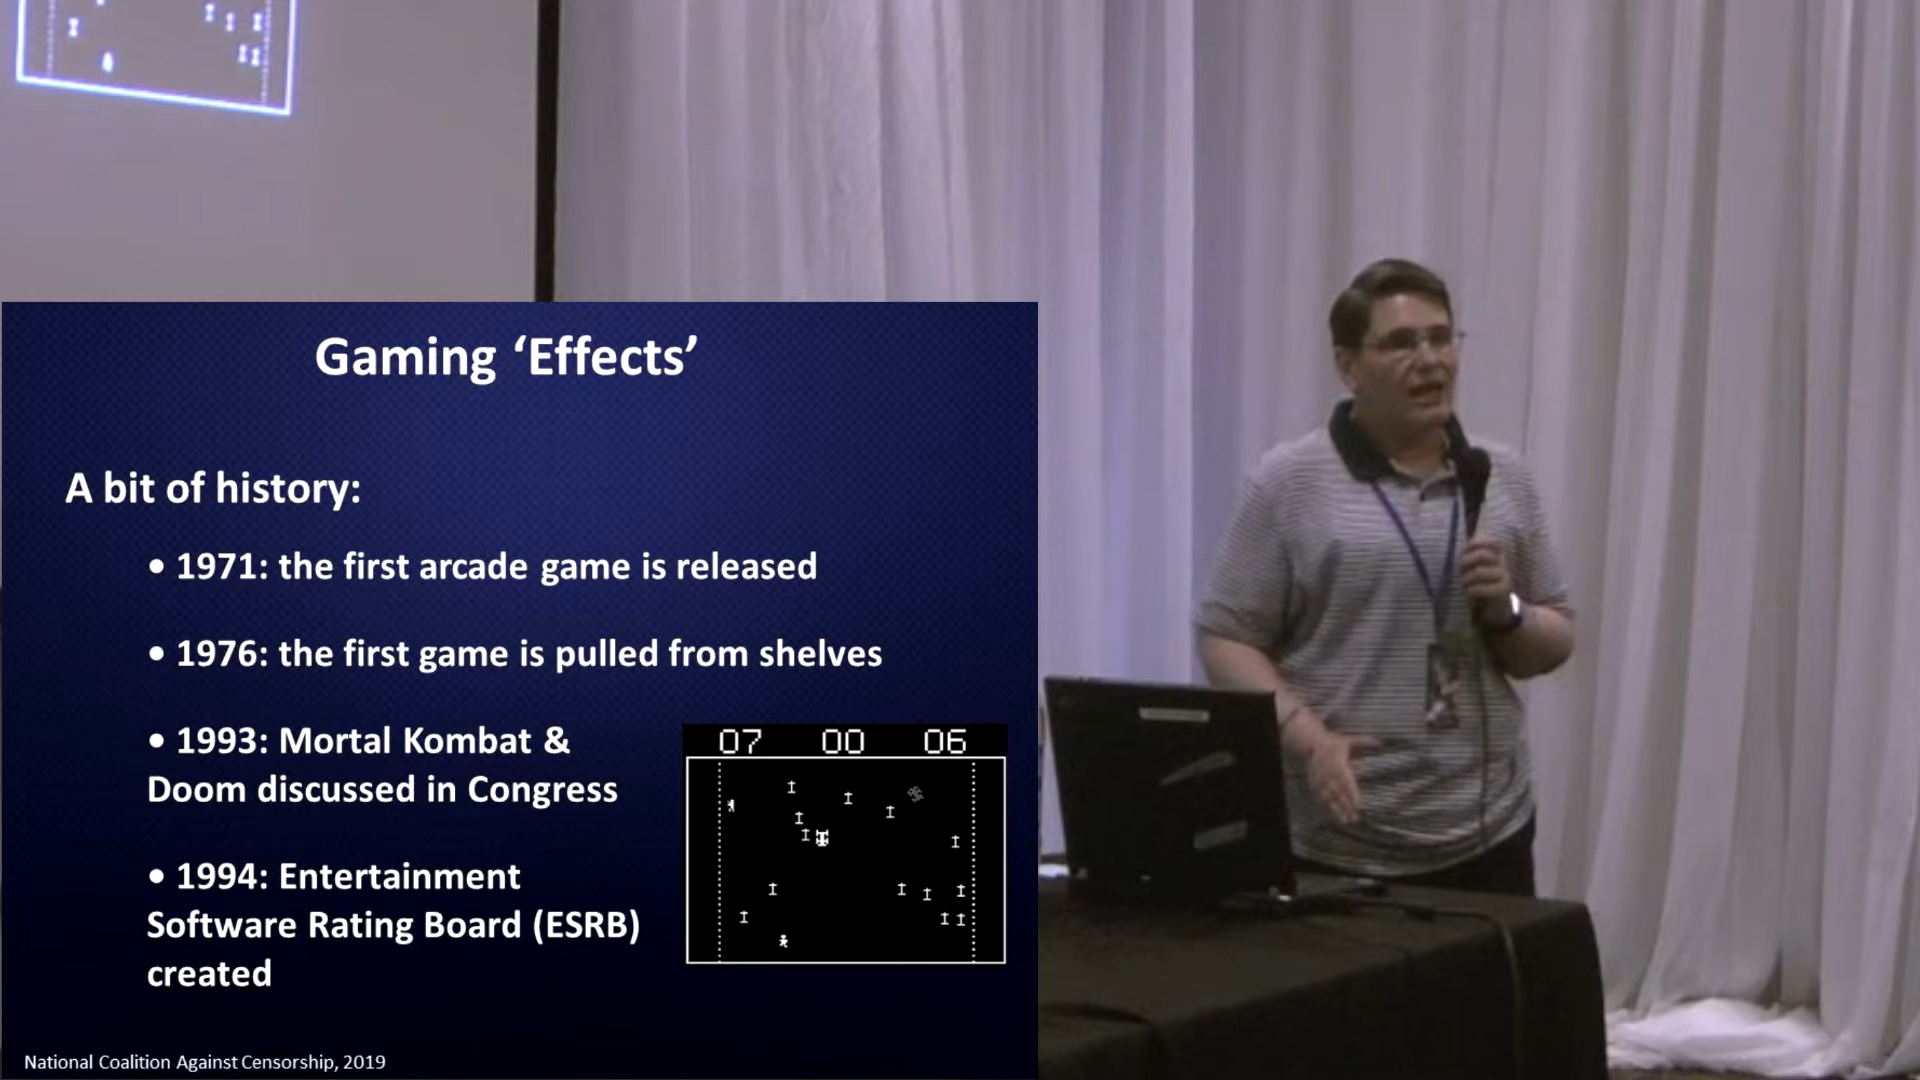 Gaming ‘Effects’
A bit of history:
• 1971: the first arcade game is released
• 1976: the first game is pulled from shelves
• 1993: Mortal Kombat &
Doom discussed in Congress
07 00 06
• 1994: Entertainment
Software Rating Board (ESRB)
created
National Coalition Against Censorship, 2019